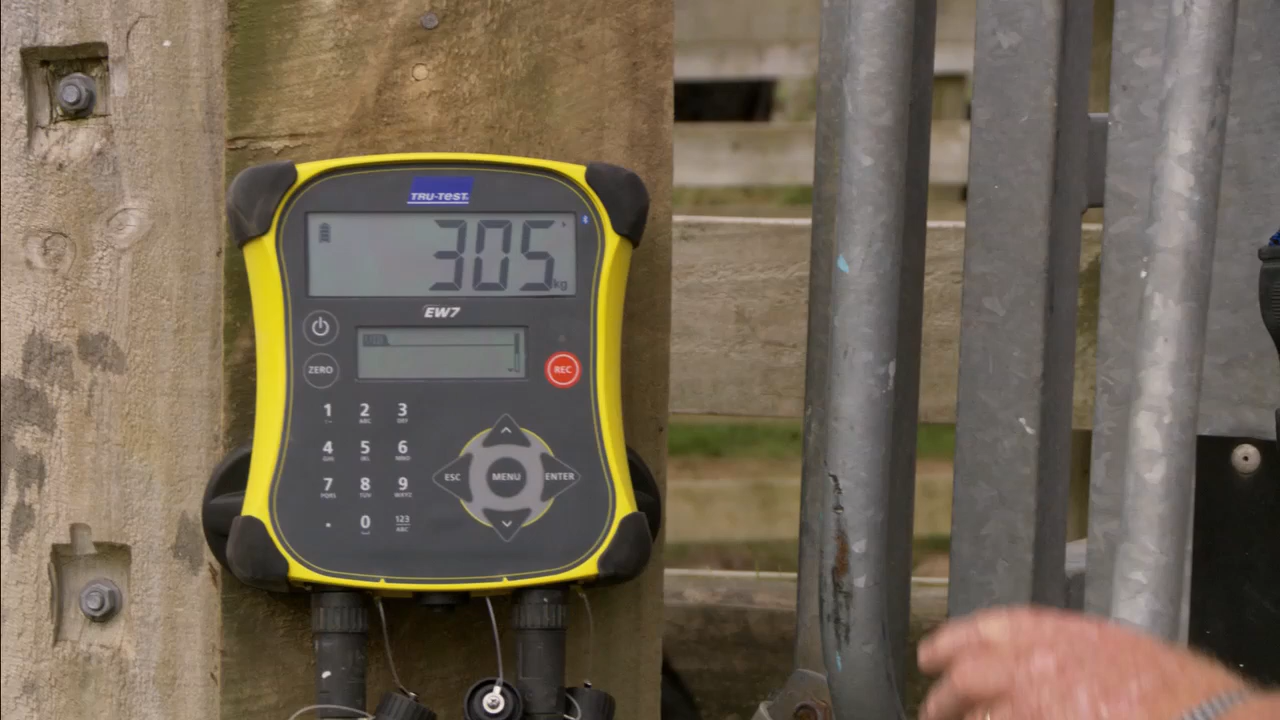 TRU-TEST
305 kg
EW7
ZERO
REC
1 2 3
ABC DEF
4 5 6
GHI JKL MNO
7 8 9
PQRS TUV WXYZ
. 0 123
ABC
ESC MENU ENTER